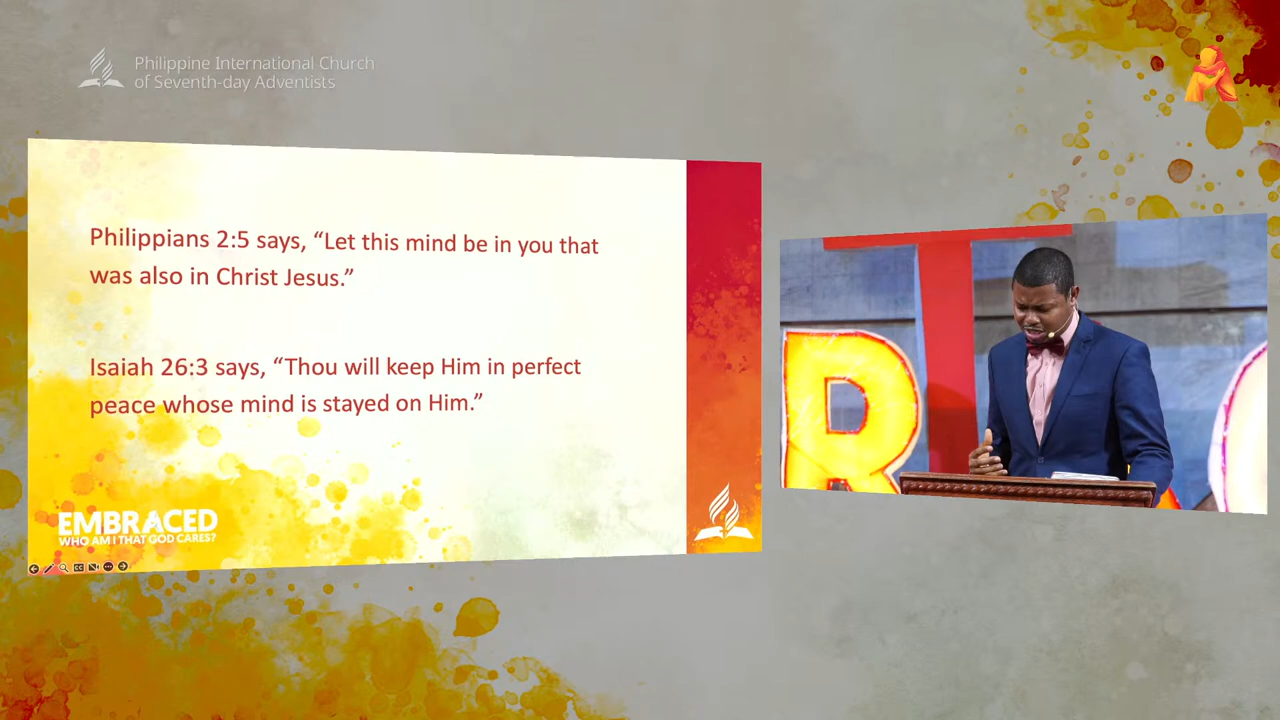 Philippine International Church
of Seventh-day Adventists
Philippians 2:5 says, “Let this mind be in you that
was also in Christ Jesus.”
Isaiah 26:3 says, “Thou will keep Him in perfect
peace whose mind is stayed on Him.”
EMBRACED
WHO AM I THAT GOD CARES?
R